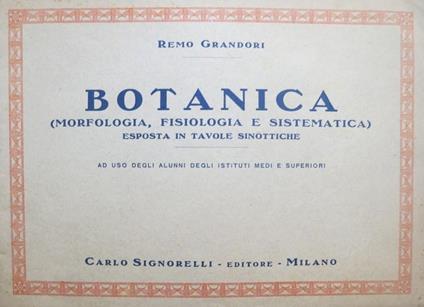 REMO GRANDORI
BOTANICA
(MORFOLOGIA, FISIOLOGIA E SISTEMATICA)
ESPOSTA IN TAVOLE SINOTTICHE
AD USO DEGLI ALUNNI DEGLI ISTITUTI MEDI E SUPERIORI
CARLO SIGNORELLI - EDITORE - MILANO